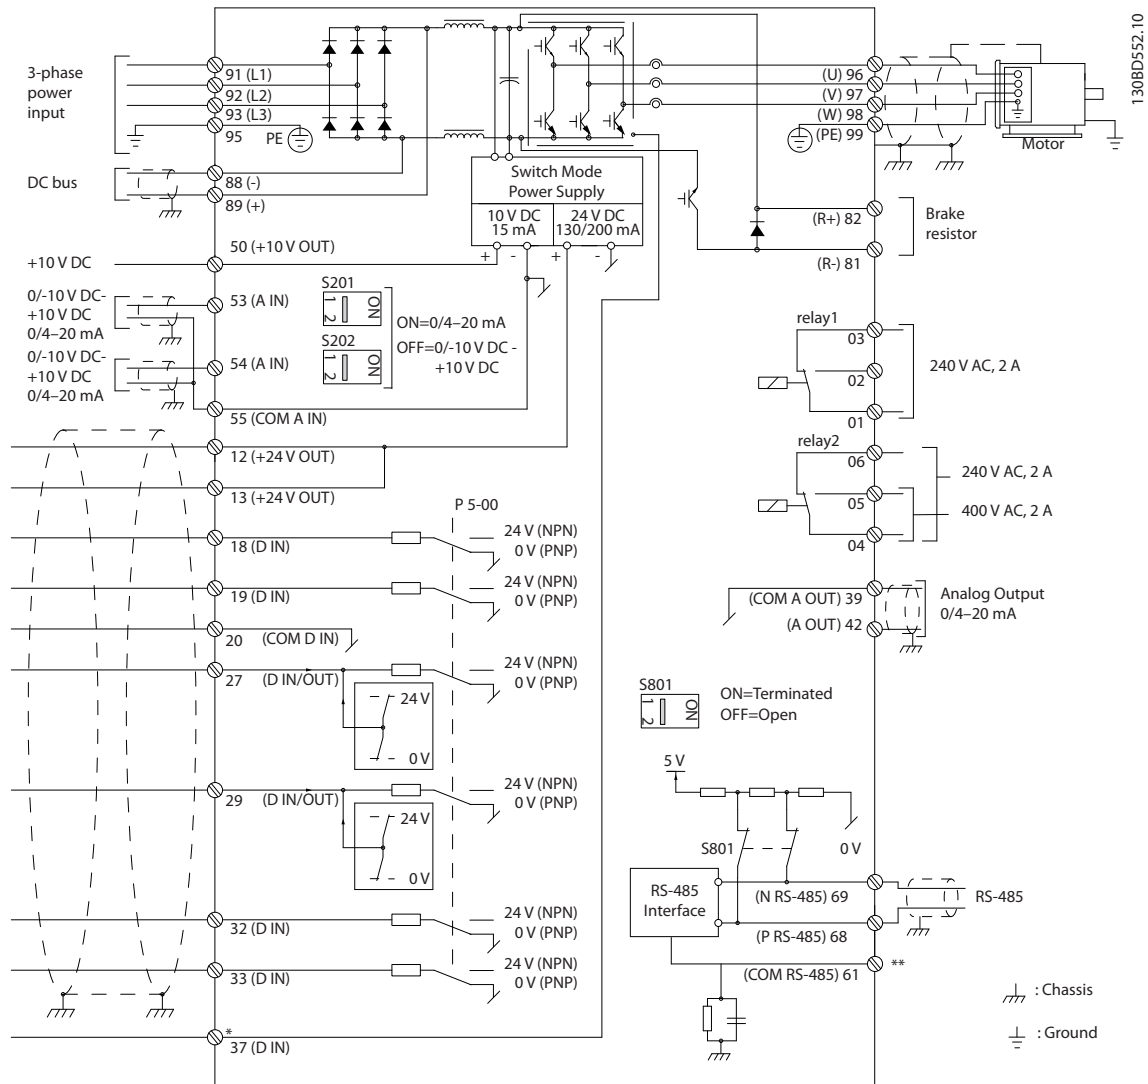 130BD552.10
3-phase
power
input
91 (L1)
92 (L2)
93 (L3)
95
PE
DC bus
88 (-)
89 (+)
+10 V DC
50 (+10 V OUT)
0/-10 V DC-
+10 V DC
0/4–20 mA
53 (A IN)
0/-10 V DC-
+10 V DC
0/4–20 mA
54 (A IN)
55 (COM A IN)
12 (+24 V OUT)
13 (+24 V OUT)
18 (D IN)
19 (D IN)
20 (COM D IN)
27 (D IN/OUT)
24 V
0 V
29 (D IN/OUT)
24 V
0 V
32 (D IN)
33 (D IN)
*
37 (D IN)
Switch Mode
Power Supply
10 V DC
15 mA
24 V DC
130/200 mA
+ - + -
S201
1 2
ON
S202
1 2
ON
ON=0/4–20 mA
OFF=0/-10 V DC -
+10 V DC
P 5-00
24 V (NPN)
0 V (PNP)
24 V (NPN)
0 V (PNP)
24 V (NPN)
0 V (PNP)
24 V (NPN)
0 V (PNP)
24 V (NPN)
0 V (PNP)
24 V (NPN)
0 V (PNP)
(U) 96
(V) 97
(W) 98
(PE) 99
Motor
(R+) 82
(R-) 81
Brake
resistor
relay1
03
02
01
240 V AC, 2 A
relay2
06
05
04
240 V AC, 2 A
400 V AC, 2 A
(COM A OUT) 39
(A OUT) 42
Analog Output
0/4–20 mA
S801
1 2
ON
ON=Terminated
OFF=Open
5 V
S801
0 V
RS-485
Interface
(N RS-485) 69
(P RS-485) 68
(COM RS-485) 61
RS-485
**
: Chassis
: Ground